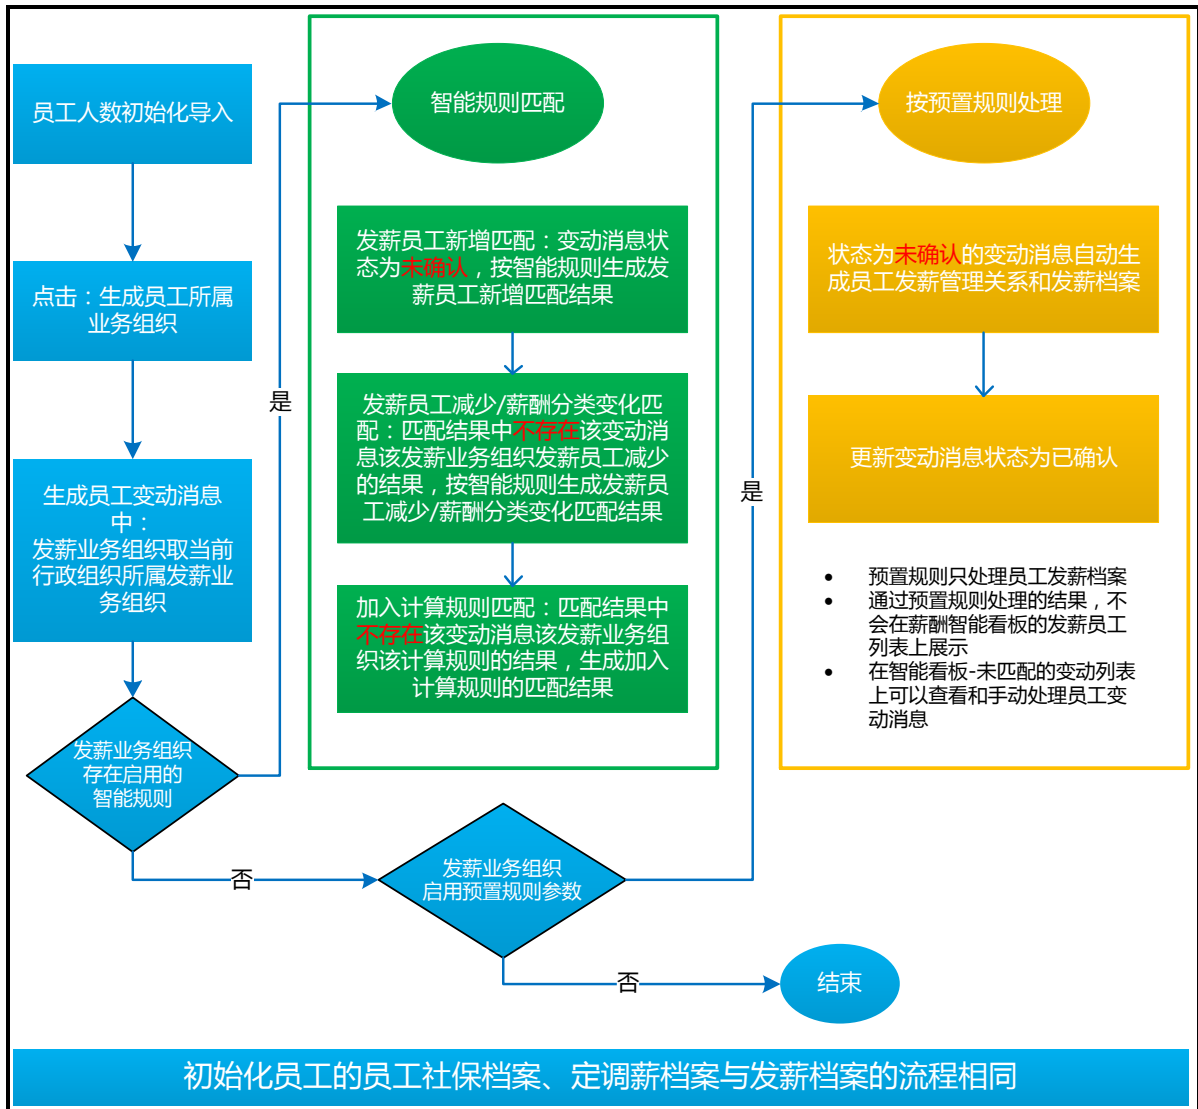 员工人数初始化导入
点击：生成员工所属
业务组织
生成员工变动消息
中：
发薪业务组织取当前
行政组织所属发薪业
务组织
发薪业务组织
存在启用的
智能规则
是
否
智能规则匹配
发薪员工新增匹配：变动消息状
态为未确认，按智能规则生成发
薪员工新增匹配结果
发薪员工减少/薪酬分类变化匹
配：匹配结果中不存在该变动消
息该发薪业务组织发薪员工减少
的结果，按智能规则生成发薪员
工减少/薪酬分类变化匹配结果
加入计算规则匹配：匹配结果中
不存在该变动消息该发薪业务组
织该计算规则的结果，生成加入
计算规则的匹配结果
发薪业务组织
启用预置规则参数
是
否
结束
按预置规则处理
状态为未确认的变动消息自动生
成员工发薪管理关系和发薪档案
更新变动消息状态为已确认
• 预置规则只处理员工发薪档案
• 通过预置规则处理的结果，不
会在薪酬智能看板的发薪员工
列表上展示
• 在智能看板-未匹配的变动列表
上可以查看和手动处理员工变
动消息
初始化员工的员工社保档案、定调薪档案与发薪档案的流程相同